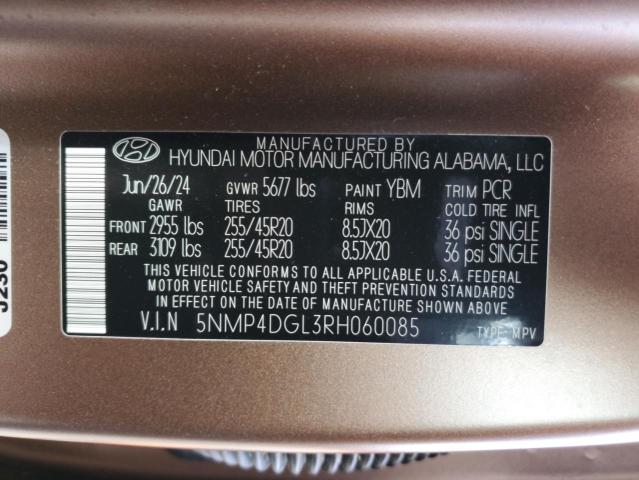 MANUFACTURED BY
HYUNDAI MOTOR MANUFACTURING ALABAMA, LLC
Jun/26/24 GVWR 5677 lbs PAINT YBM TRIM PCR
GAWR TIRES RIMS COLD TIRE INFL
FRONT 2955 lbs 255/45R20 8.5JX20 36 psi SINGLE
REAR 3109 lbs 255/45R20 8.5JX20 36 psi SINGLE
THIS VEHICLE CONFORMS TO ALL APPLICABLE U.S.A. FEDERAL
MOTOR VEHICLE SAFETY AND THEFT PREVENTION STANDARDS
IN EFFECT ON THE DATE OF MANUFACTURE SHOWN ABOVE.
V.I.N 5NMP4DGL3RH060085 TYPE: MPV